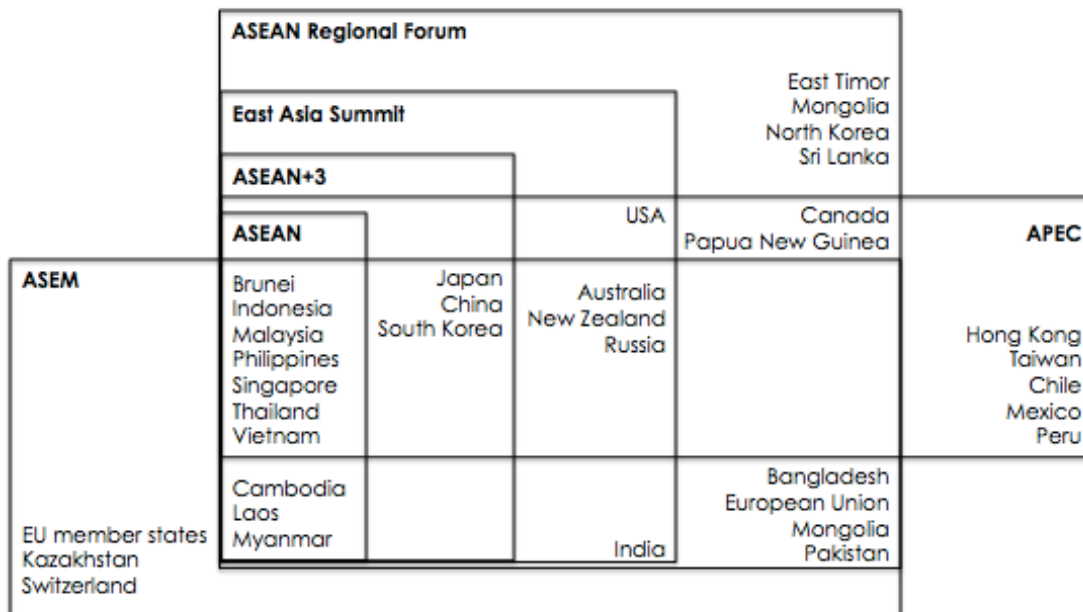 ASEAN Regional Forum
East Timor
Mongolia
North Korea
Sri Lanka
East Asia Summit
ASEAN+3
USA
Canada
Papua New Guinea
APEC
ASEAN
ASEM
Brunei
Indonesia
Malaysia
Philippines
Singapore
Thailand
Vietnam
Japan
China
South Korea
Australia
New Zealand
Russia
Hong Kong
Taiwan
Chile
Mexico
Peru
Cambodia
Laos
Myanmar
India
Bangladesh
European Union
Mongolia
Pakistan
EU member states
Kazakhstan
Switzerland